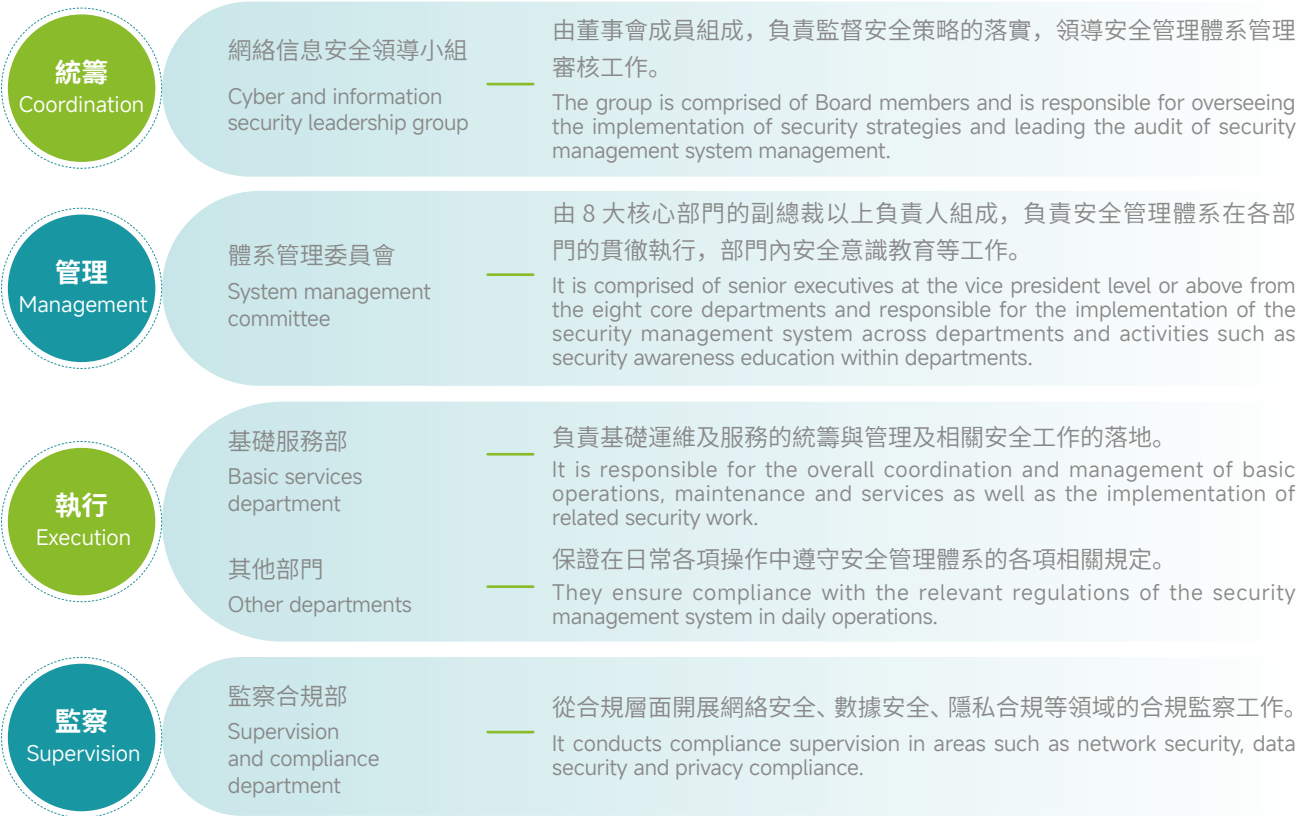 統籌
Coordination
網絡信息安全領導小組
Cyber and information
security leadership group
由董事會成員組成，負責監督安全策略的落實，領導安全管理體系管理
審核工作。
The group is comprised of Board members and is responsible for overseeing
the implementation of security strategies and leading the audit of security
management system management.
管理
Management
體系管理委員會
System management
committee
由 8 大核心部門的副總裁以上負責人組成，負責安全管理體系在各部
門的貫徹執行，部門內安全意識教育等工作。
It is comprised of senior executives at the vice president level or above from
the eight core departments and responsible for the implementation of the
security management system across departments and activities such as
security awareness education within departments.
執行
Execution
基礎服務部
Basic services
department
負責基礎運維及服務的統籌與管理及相關安全工作的落地。
It is responsible for the overall coordination and management of basic
operations, maintenance and services as well as the implementation of
related security work.
其他部門
Other departments
保證在日常各項操作中遵守安全管理體系的各項相關規定。
They ensure compliance with the relevant regulations of the security
management system in daily operations.
監察
Supervision
監察合規部
Supervision
and compliance
department
從合規層面開展網絡安全、數據安全、隱私合規等領域的合規監察工作。
It conducts compliance supervision in areas such as network security, data
security and privacy compliance.